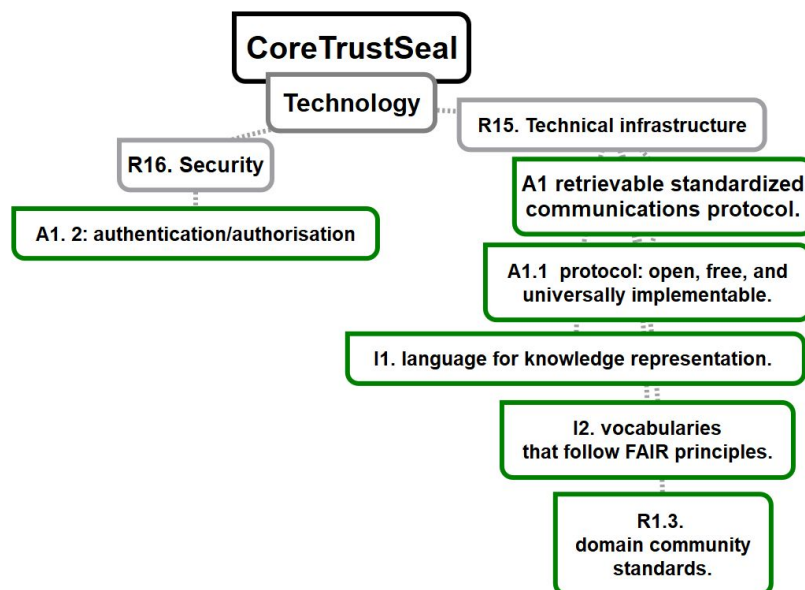 CoreTrustSeal
Technology
R15. Technical infrastructure
R16. Security
A1 retrievable standardized
communications protocol.
A1. 2: authentication/authorisation
A1.1 protocol: open, free, and
universally implementable.
I1. language for knowledge representation.
I2. vocabularies
that follow FAIR principles.
R1.3.
domain community
standards.